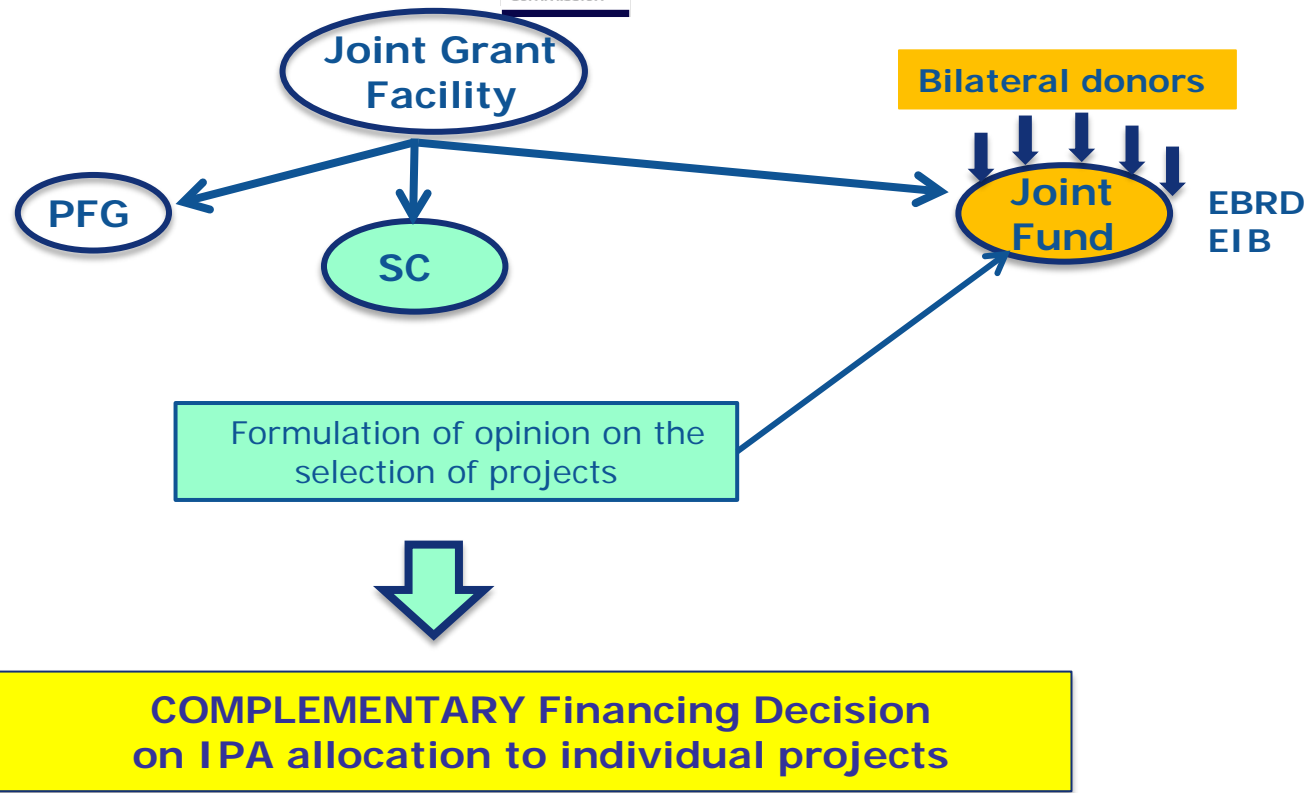 Joint Grant
Facility
Bilateral donors
PFG
SC
Joint
Fund
EBRD
EIB
Formulation of opinion on the
selection of projects
COMPLEMENTARY Financing Decision
on IPA allocation to individual projects